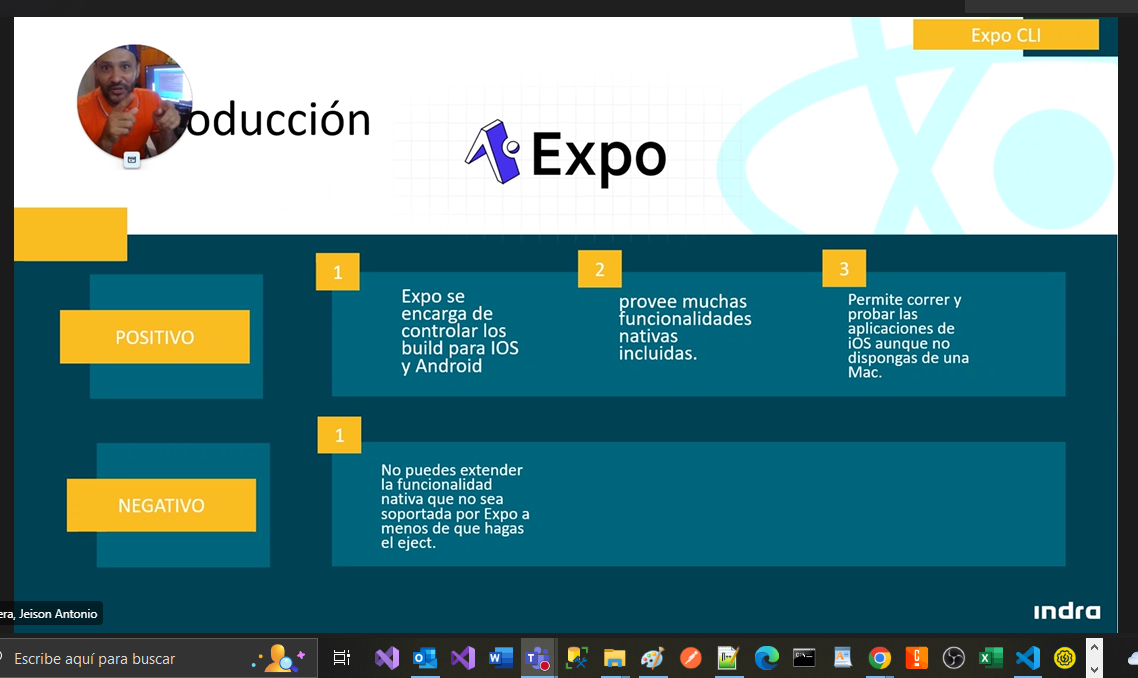 Expo CLI
oducción
Expo
1
2
3
POSITIVO
Expo se
encarga de
controlar los
build para IOS
y Android
provee muchas
funcionalidades
nativas
incluidas.
Permite correr y
probar las
aplicaciones de
iOS aunque no
dispongas de una
Mac.
1
NEGATIVO
No puedes extender
la funcionalidad
nativa que no sea
soportada por Expo a
menos de que hagas
el eject.
indra
era, Jeison Antonio
Escribe aquí para buscar